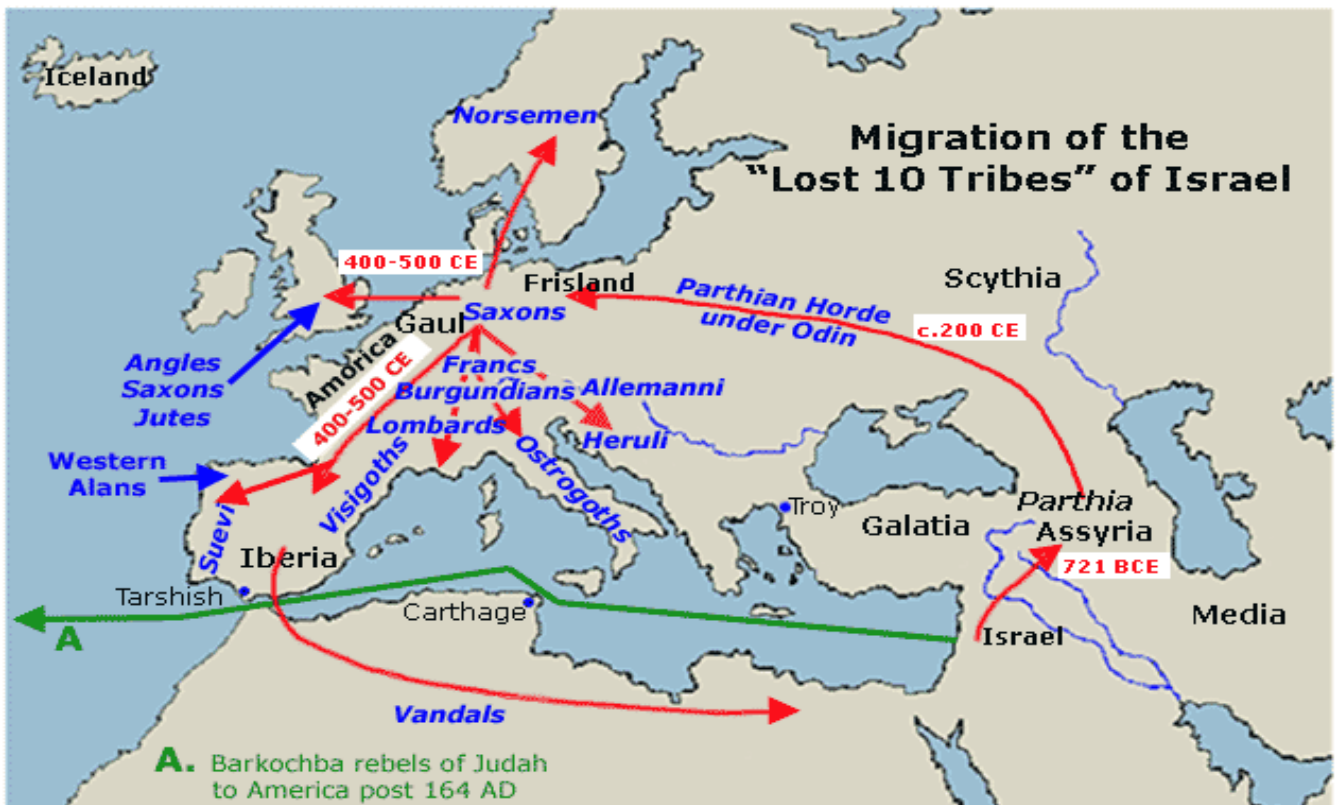 Iceland
Norsemen
Migration of the
“Lost 10 Tribes” of Israel
400-500 CE
Frisland
Scythia
Parthian Horde
under Odin
c.200 CE
Saxons
Gaul
Amorica
Angles
Saxons
Jutes
400-500 CE
Francs
Burgundians
Allemanni
Lombards
Heruli
Western
Alans
Visigoths
Ostrogoths
Suevi
Iberia
Troy
Galatia
Parthia
Assyria
721 BCE
Media
Tarshish
Carthage
Israel
A
Vandals
A. Barkochba rebels of Judah
to America post 164 AD